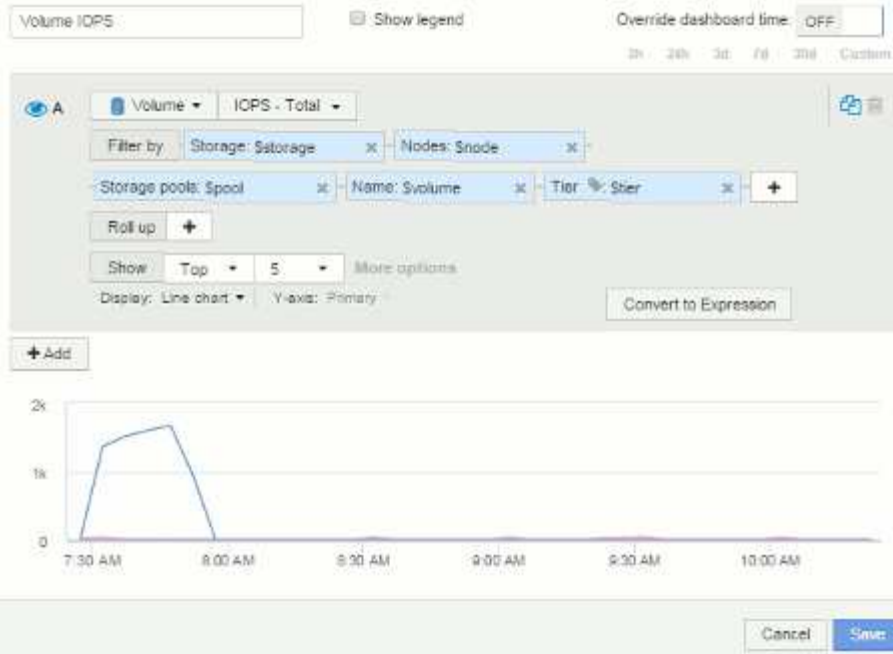 Volume IOPS Show legend Override dashboard time: OFF
3h 24h 3d 7d 30d Custom
A Volume IOPS - Total
Filter by Storage: $storage Nodes: $node
Storage pools: $pool Name: $volume Tier $tier +
Roll up +
Show Top 5 More options
Display: Line chart Y-axis: Primary Convert to Expression
+ Add
2k
1k
0
7:30 AM 8:00 AM 8:30 AM 9:00 AM 9:30 AM 10:00 AM
Cancel Save